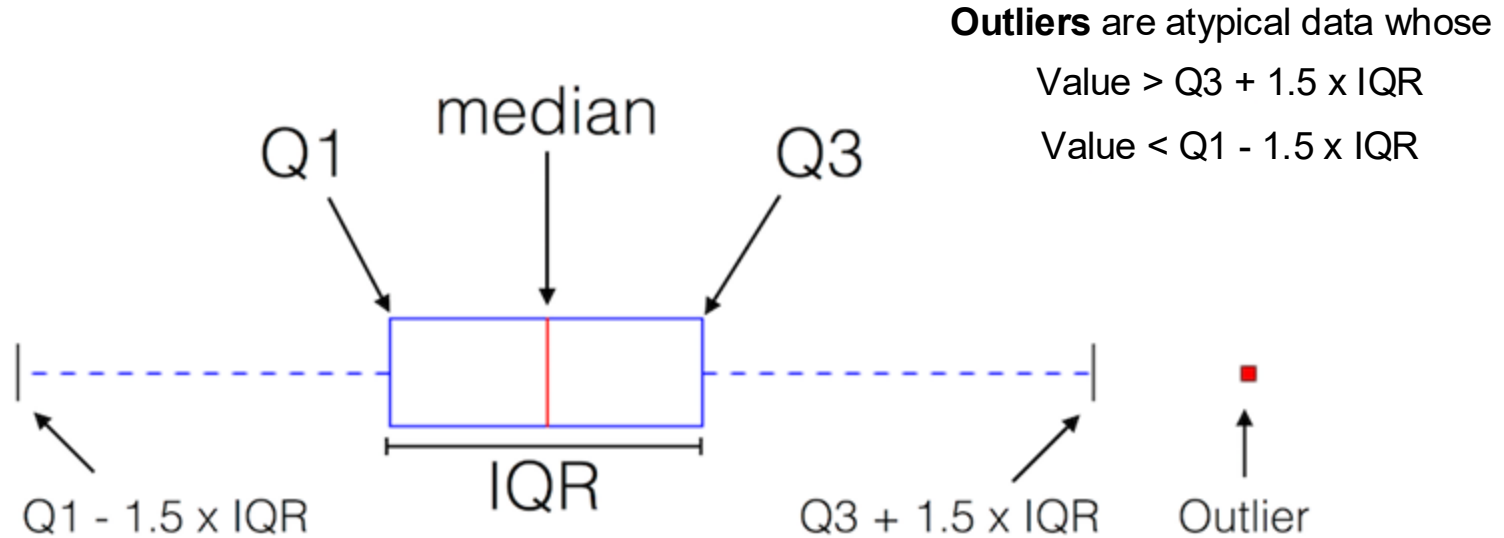 Outliers are atypical data whose
Value > Q3 + 1.5 x IQR
Value < Q1 - 1.5 x IQR
median
Q1
Q3
IQR
Q1 - 1.5 x IQR
Q3 + 1.5 x IQR
Outlier